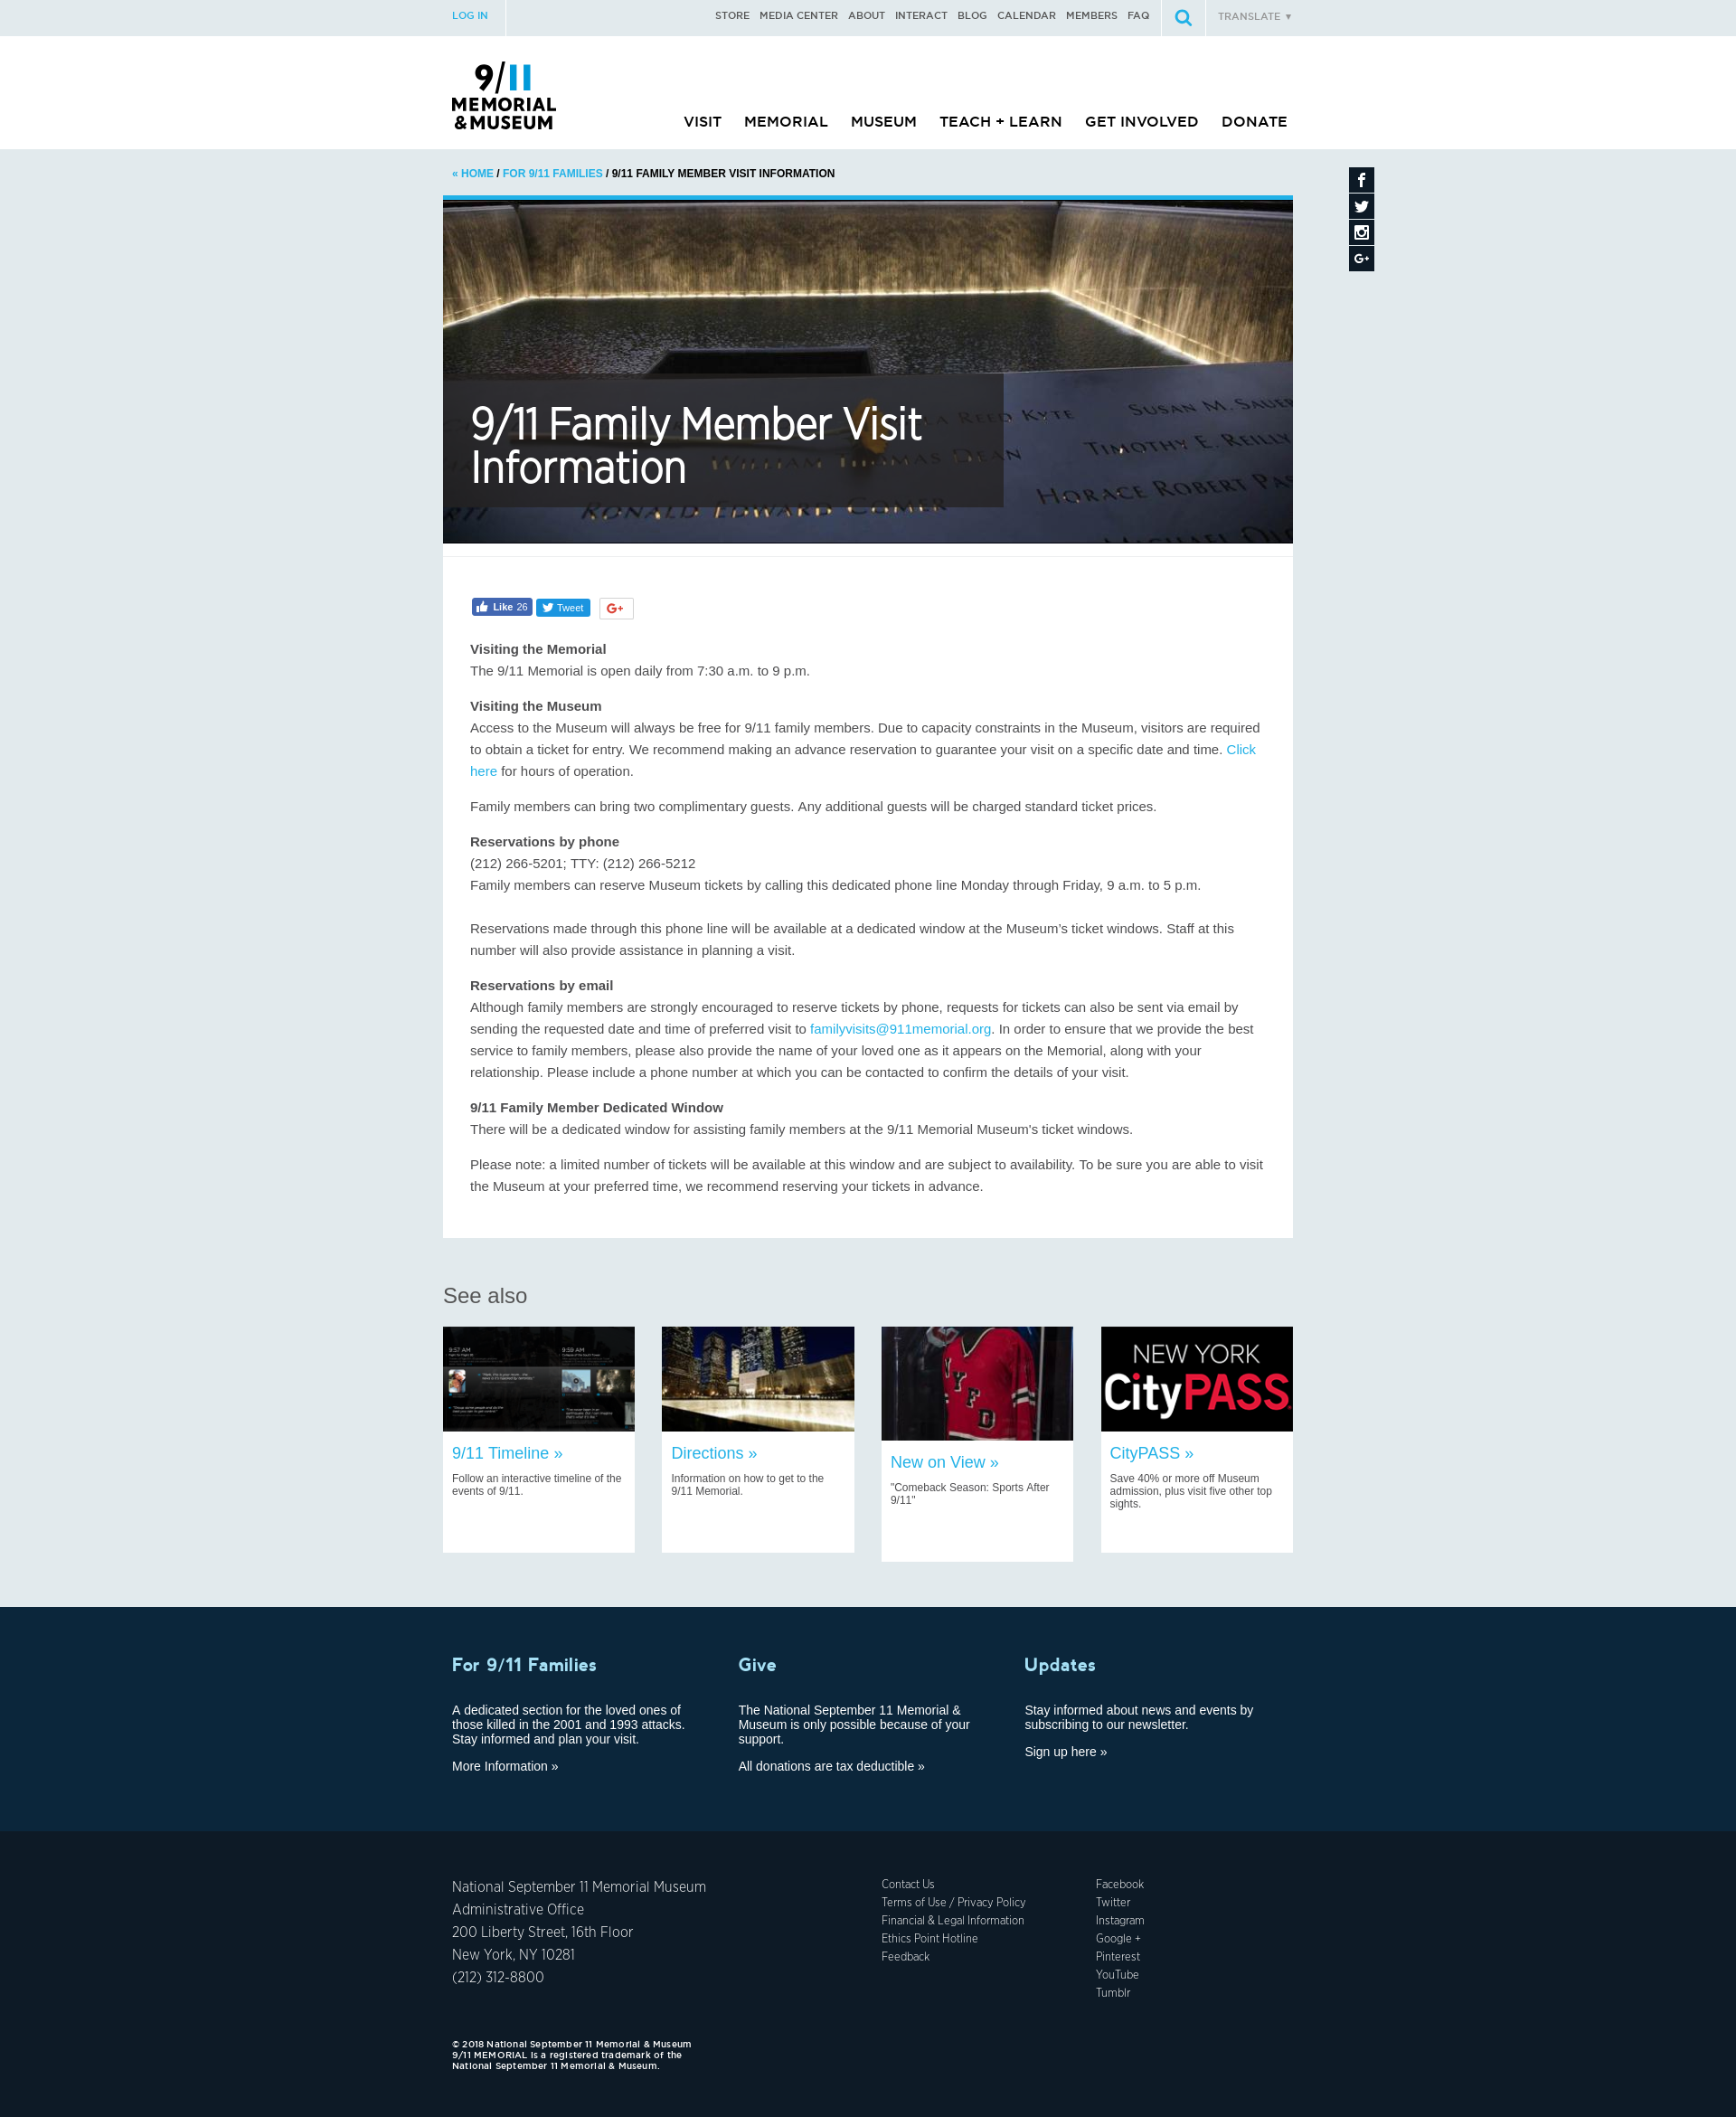 LOG IN
STORE MEDIA CENTER ABOUT INTERACT BLOG CALENDAR MEMBERS FAQ
TRANSLATE ▼
9/11
MEMORIAL
&MUSEUM
VISIT MEMORIAL MUSEUM TEACH + LEARN GET INVOLVED DONATE
« HOME / FOR 9/11 FAMILIES / 9/11 FAMILY MEMBER VISIT INFORMATION
9/11 Family Member Visit
Information
A REED KYTE
SUSAN M. SAUER
TIMOTHY E. REILLY
WILLIAM THOMAS DEAN
HORACE ROBERT PAS
RONALD EDWARD COMER
Like 26
Tweet
G+
Visiting the Memorial
The 9/11 Memorial is open daily from 7:30 a.m. to 9 p.m.
Visiting the Museum
Access to the Museum will always be free for 9/11 family members. Due to capacity constraints in the Museum, visitors are required
to obtain a ticket for entry. We recommend making an advance reservation to guarantee your visit on a specific date and time. Click
here for hours of operation.
Family members can bring two complimentary guests. Any additional guests will be charged standard ticket prices.
Reservations by phone
(212) 266-5201; TTY: (212) 266-5212
Family members can reserve Museum tickets by calling this dedicated phone line Monday through Friday, 9 a.m. to 5 p.m.
Reservations made through this phone line will be available at a dedicated window at the Museum's ticket windows. Staff at this
number will also provide assistance in planning a visit.
Reservations by email
Although family members are strongly encouraged to reserve tickets by phone, requests for tickets can also be sent via email by
sending the requested date and time of preferred visit to familyvisits@911memorial.org. In order to ensure that we provide the best
service to family members, please also provide the name of your loved one as it appears on the Memorial, along with your
relationship. Please include a phone number at which you can be contacted to confirm the details of your visit.
9/11 Family Member Dedicated Window
There will be a dedicated window for assisting family members at the 9/11 Memorial Museum's ticket windows.
Please note: a limited number of tickets will be available at this window and are subject to availability. To be sure you are able to visit
the Museum at your preferred time, we recommend reserving your tickets in advance.
See also
9:57 AM
9:59 AM
NYFD
NEW YORK
CityPASS
9/11 Timeline »
Follow an interactive timeline of the
events of 9/11.
Directions »
Information on how to get to the
9/11 Memorial.
New on View »
"Comeback Season: Sports After
9/11"
CityPASS »
Save 40% or more off Museum
admission, plus visit five other top
sights.
For 9/11 Families
A dedicated section for the loved ones of
those killed in the 2001 and 1993 attacks.
Stay informed and plan your visit.
More Information »
Give
The National September 11 Memorial &
Museum is only possible because of your
support.
All donations are tax deductible »
Updates
Stay informed about news and events by
subscribing to our newsletter.
Sign up here »
National September 11 Memorial Museum
Administrative Office
200 Liberty Street, 16th Floor
New York, NY 10281
(212) 312-8800
Contact Us
Terms of Use / Privacy Policy
Financial & Legal Information
Ethics Point Hotline
Feedback
Facebook
Twitter
Instagram
Google +
Pinterest
YouTube
Tumblr
© 2018 National September 11 Memorial & Museum
9/11 MEMORIAL is a registered trademark of the
National September 11 Memorial & Museum.